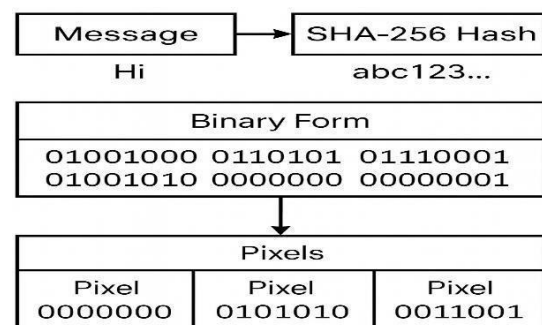 Message SHA-256 Hash
Hi abc123...
Binary Form
01001000 0110101 01110001
01001010 0000000 00000001
Pixels
Pixel Pixel Pixel
0000000 0101010 0011001